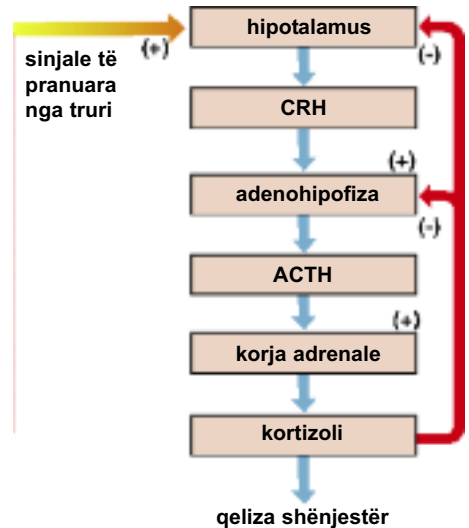 hipotalamus
(+)
(-)
sinjale të
pranuara
nga truri
CRH
(+)
adenohipofiza
(-)
ACTH
(+)
korja adrenale
kortizoli
qeliza shënjestër